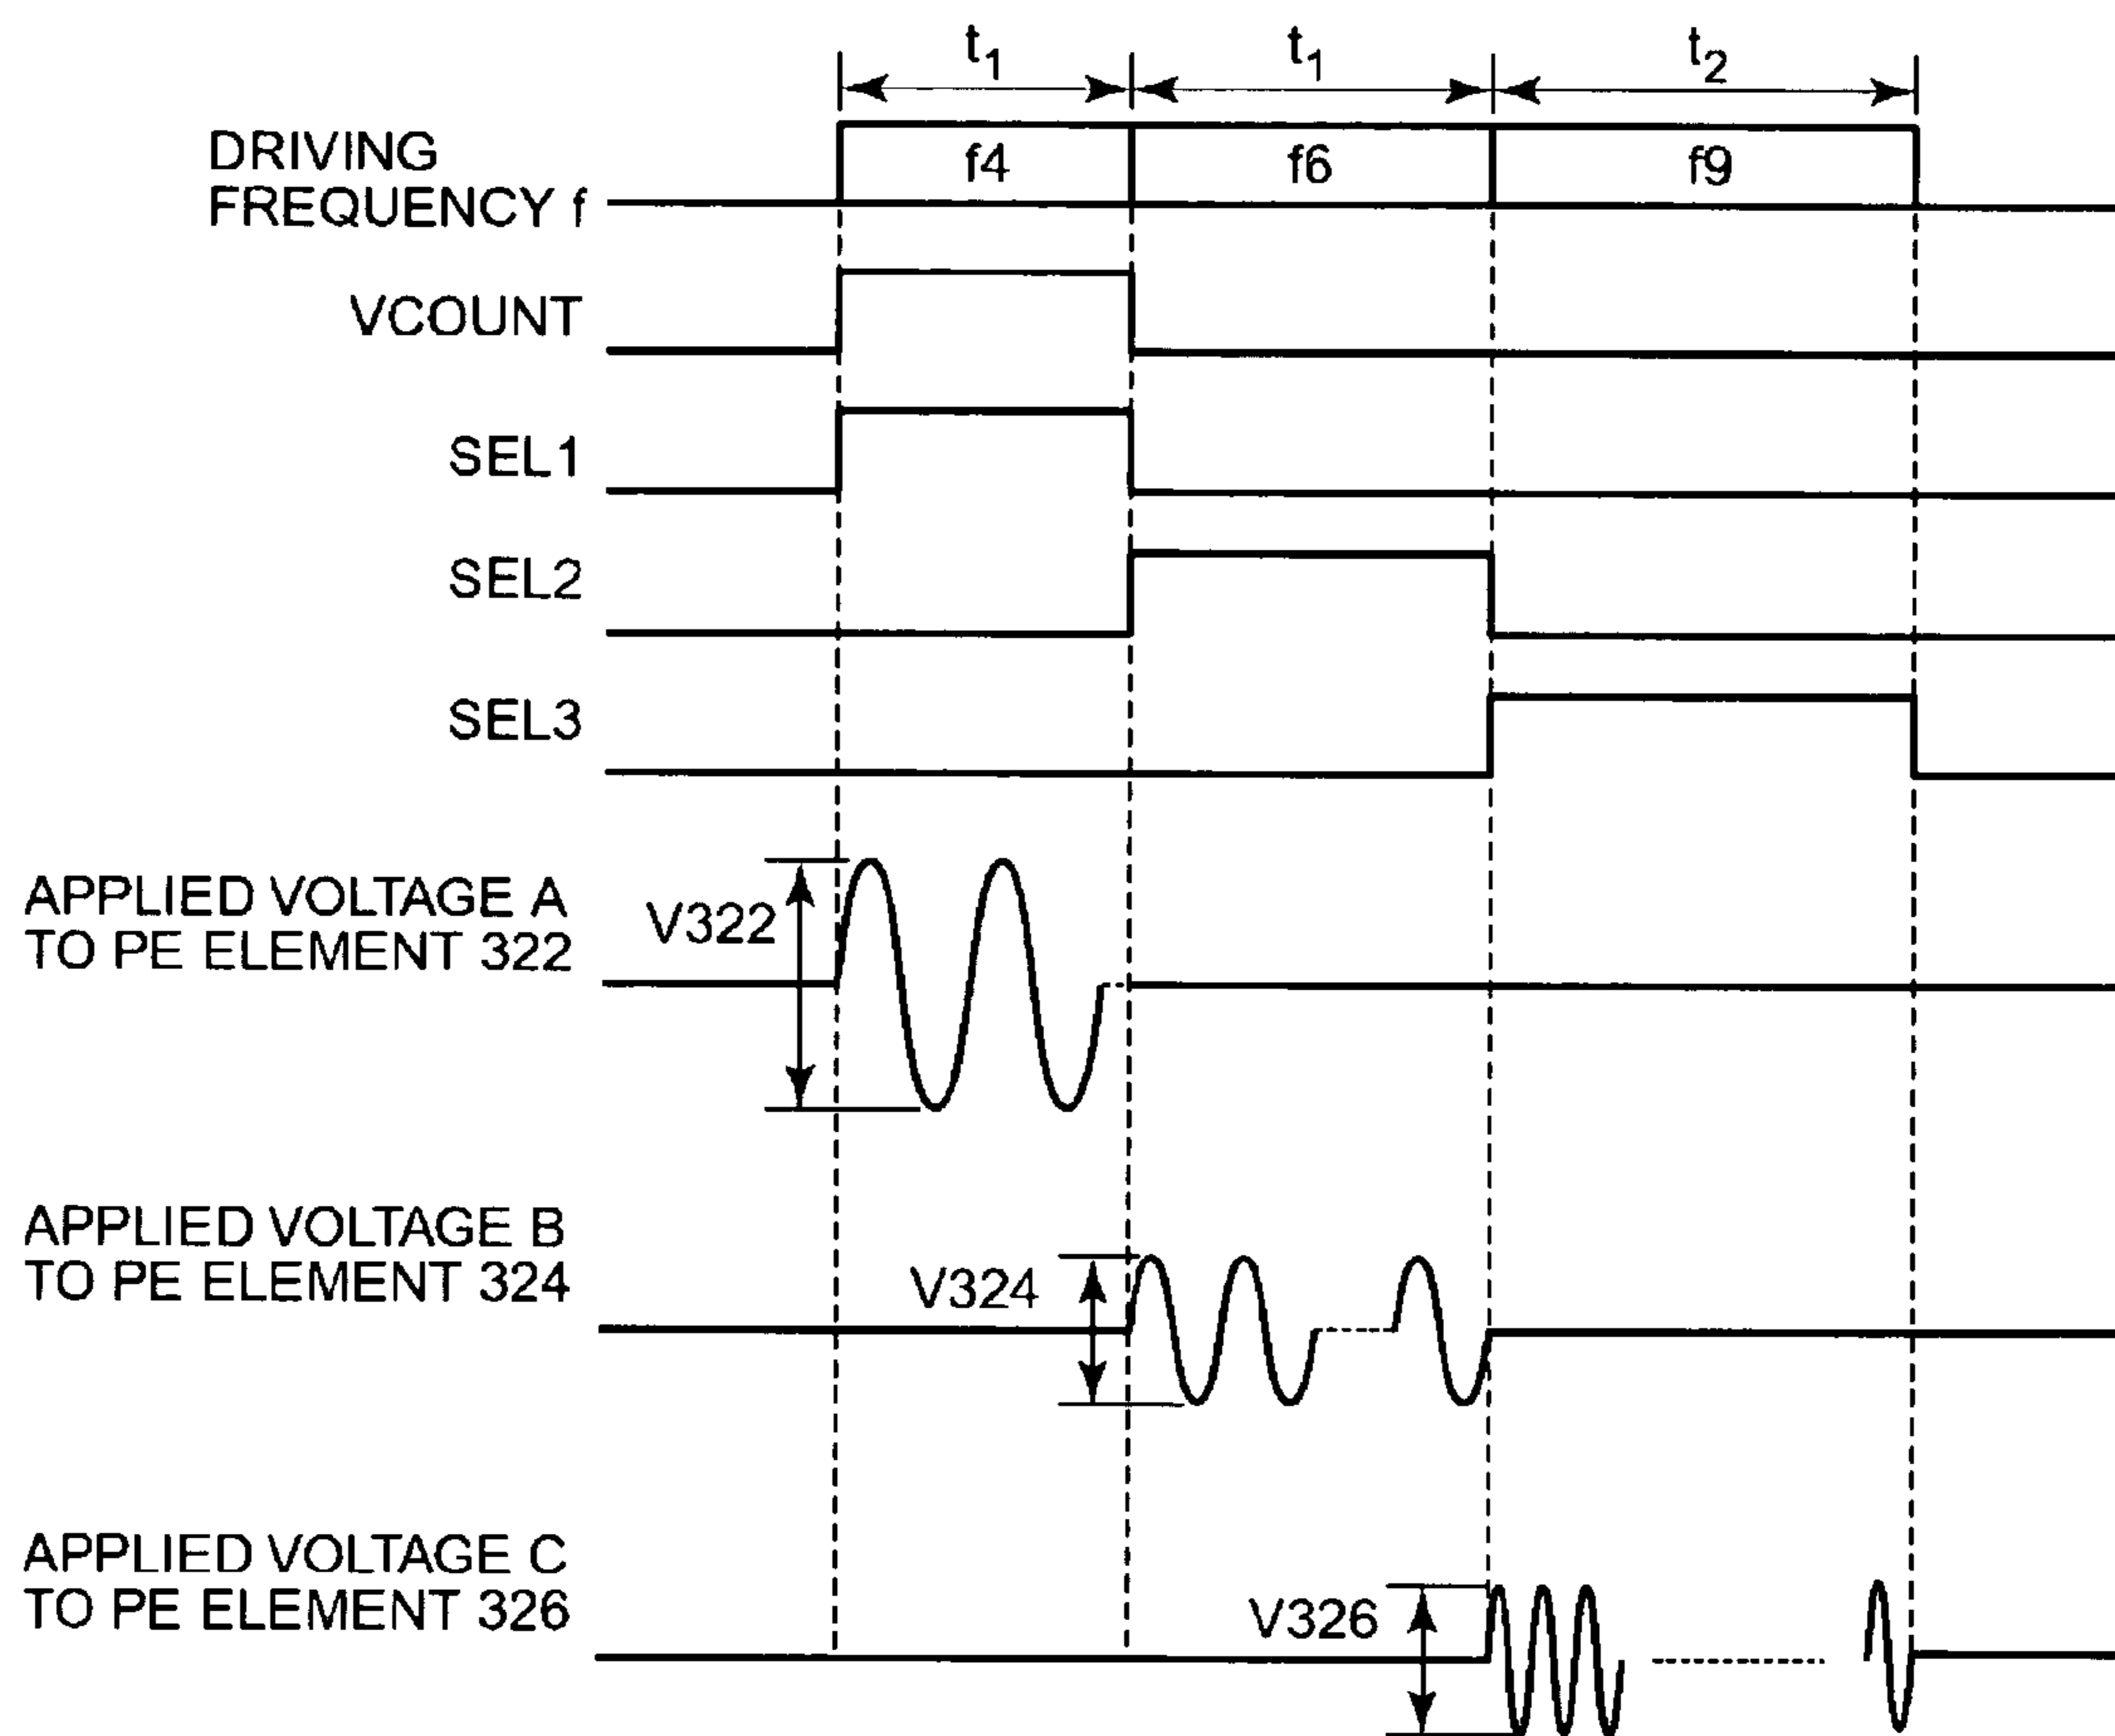 t1 t1 t2
DRIVING
FREQUENCY f
f4 f6 f9
VCOUNT
SEL1
SEL2
SEL3
APPLIED VOLTAGE A
TO PE ELEMENT 322
V322
APPLIED VOLTAGE B
TO PE ELEMENT 324
V324
APPLIED VOLTAGE C
TO PE ELEMENT 326
V326